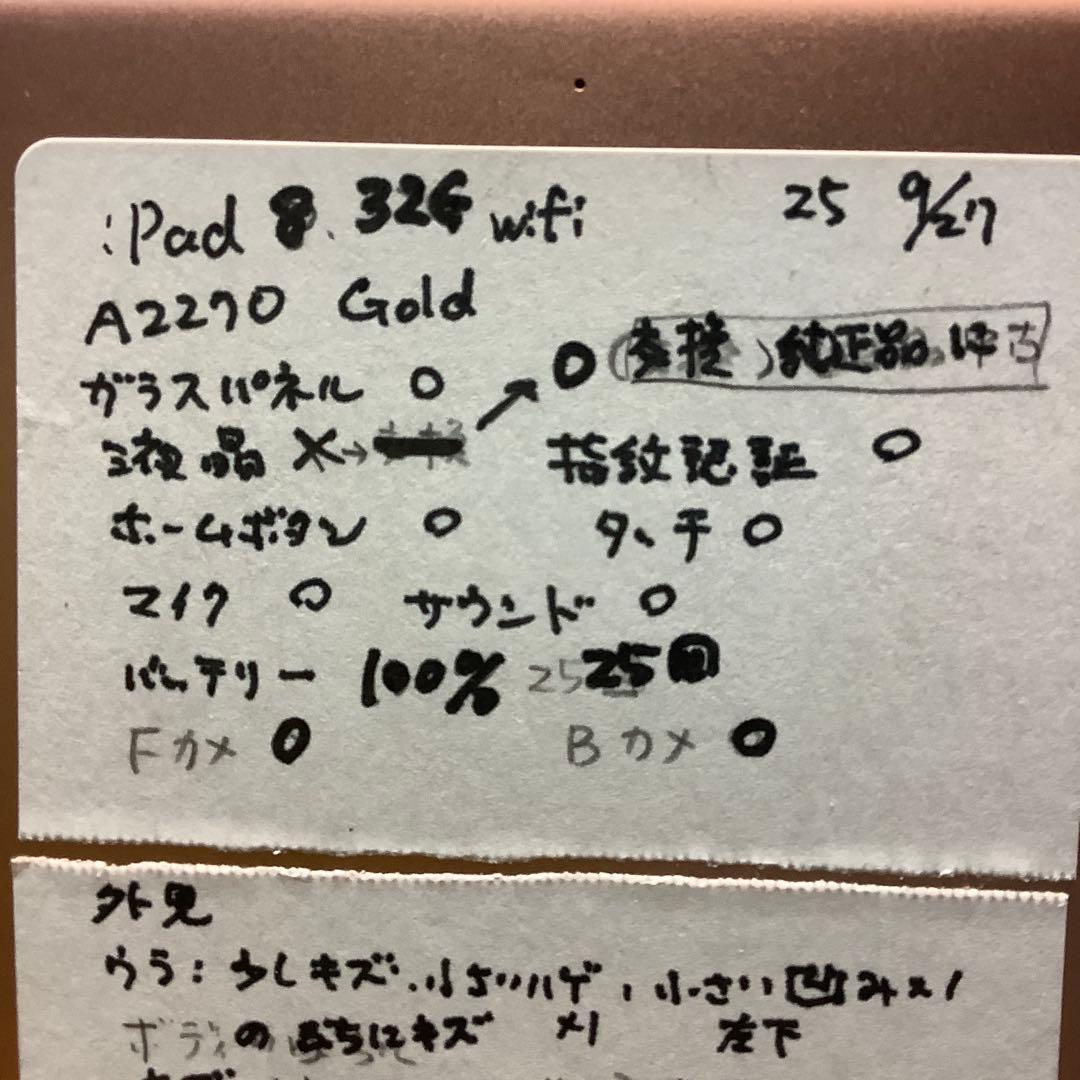 iPad 8. 32G wifi 25 9/27
A2270 Gold
ガラスパネル ○ ○ (交換) 純正品 中古
液晶 ×→ 指紋認証 ○
ホームボタン ○ タッチ ○
マイク ○ サウンド ○
バッテリー 100% 25回
Fカメ ○ Bカメ ○
外見
ウラ: 少しキズ、小さいハゲ、小さい凹み×1
ボディのふちにキズ ×1 左下